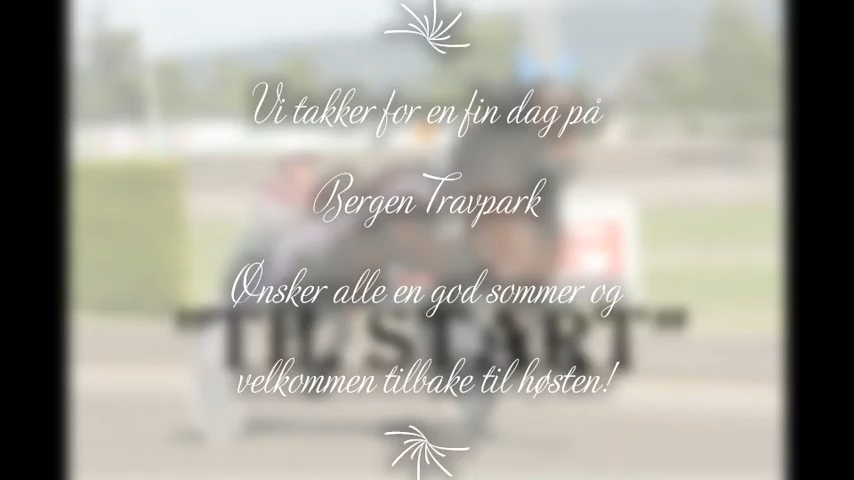 Vi takker for en fin dag på
Bergen Travpark
Ønsker alle en god sommer og
"TIL START"
velkommen tilbake til høsten!